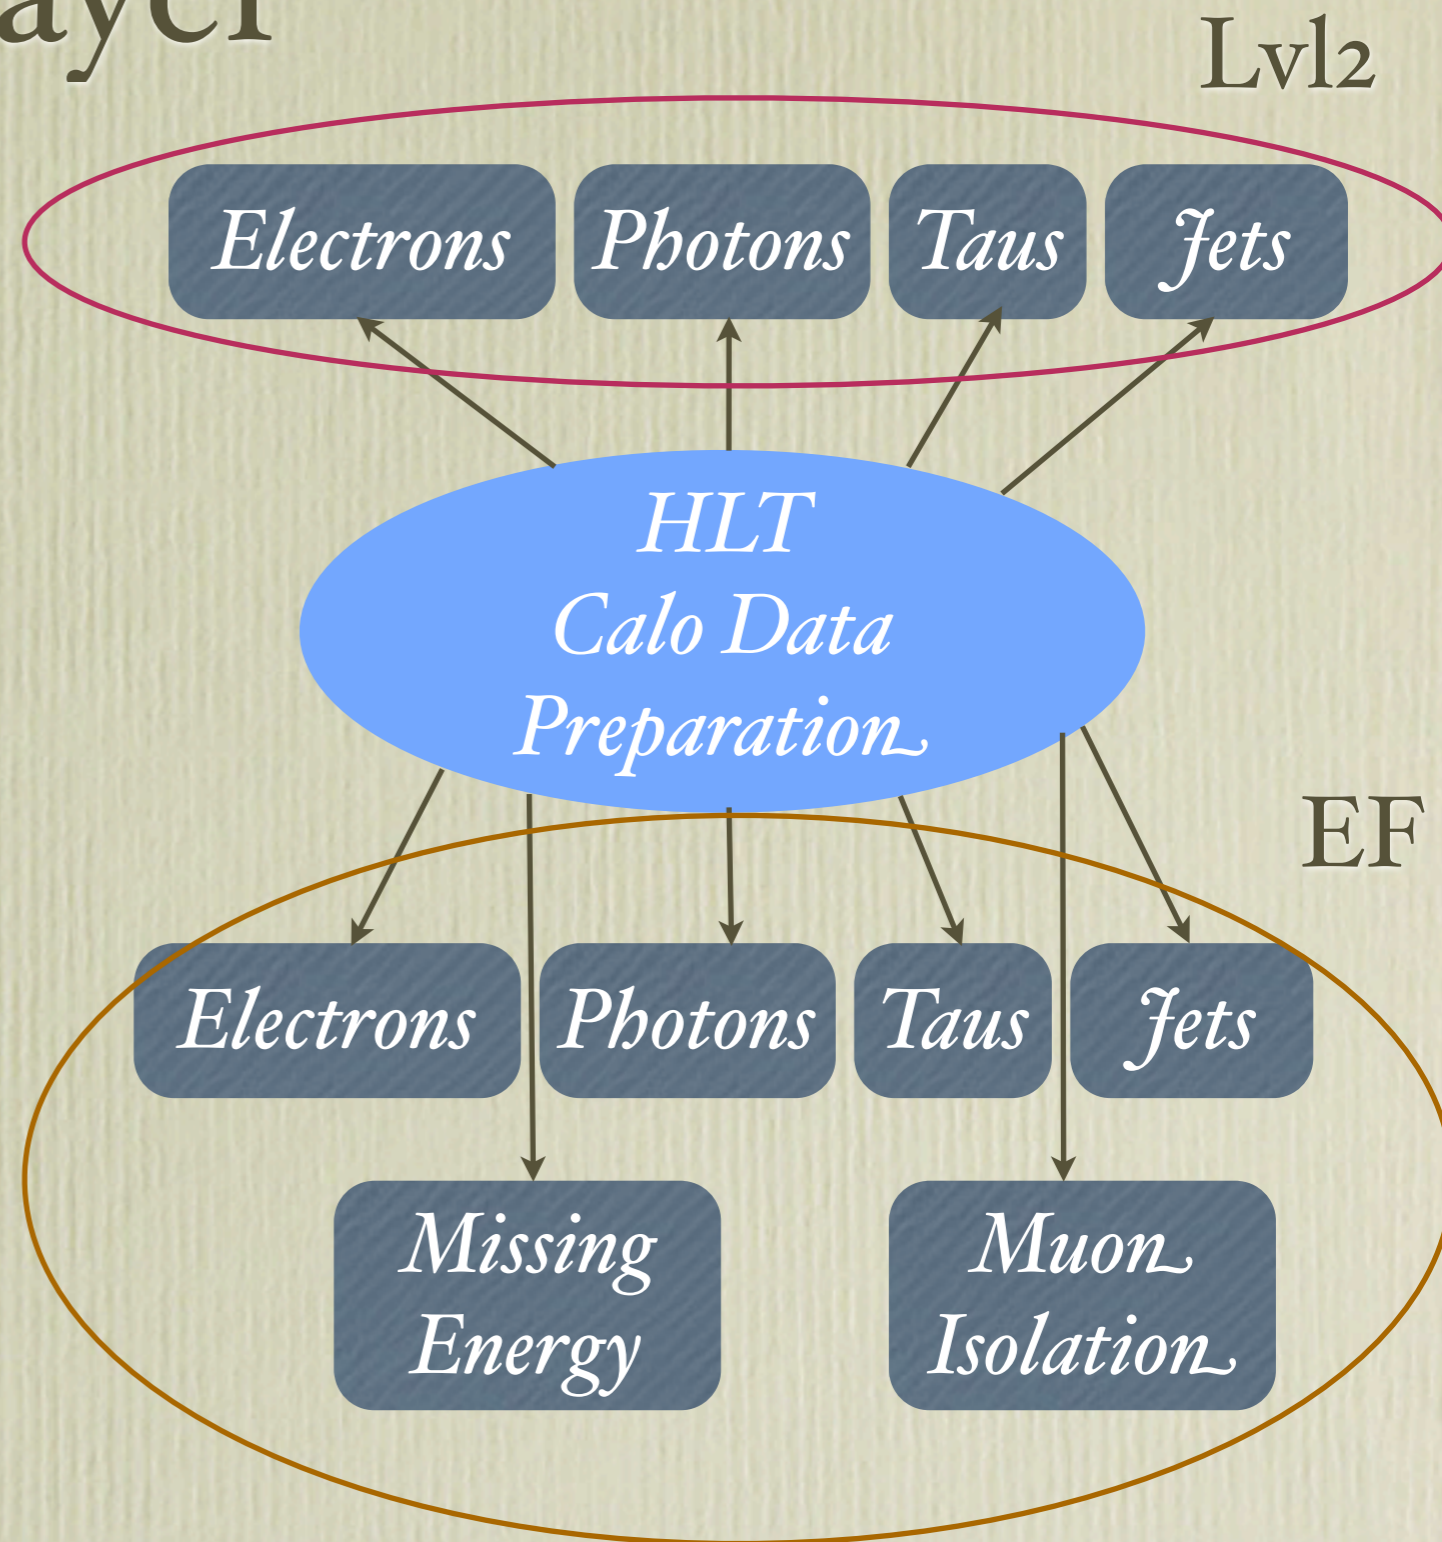 Lvl2
Electrons Photons Taus Jets
HLT
Calo Data
Preparation
EF
Electrons Photons Taus Jets
Missing
Energy
Muon
Isolation